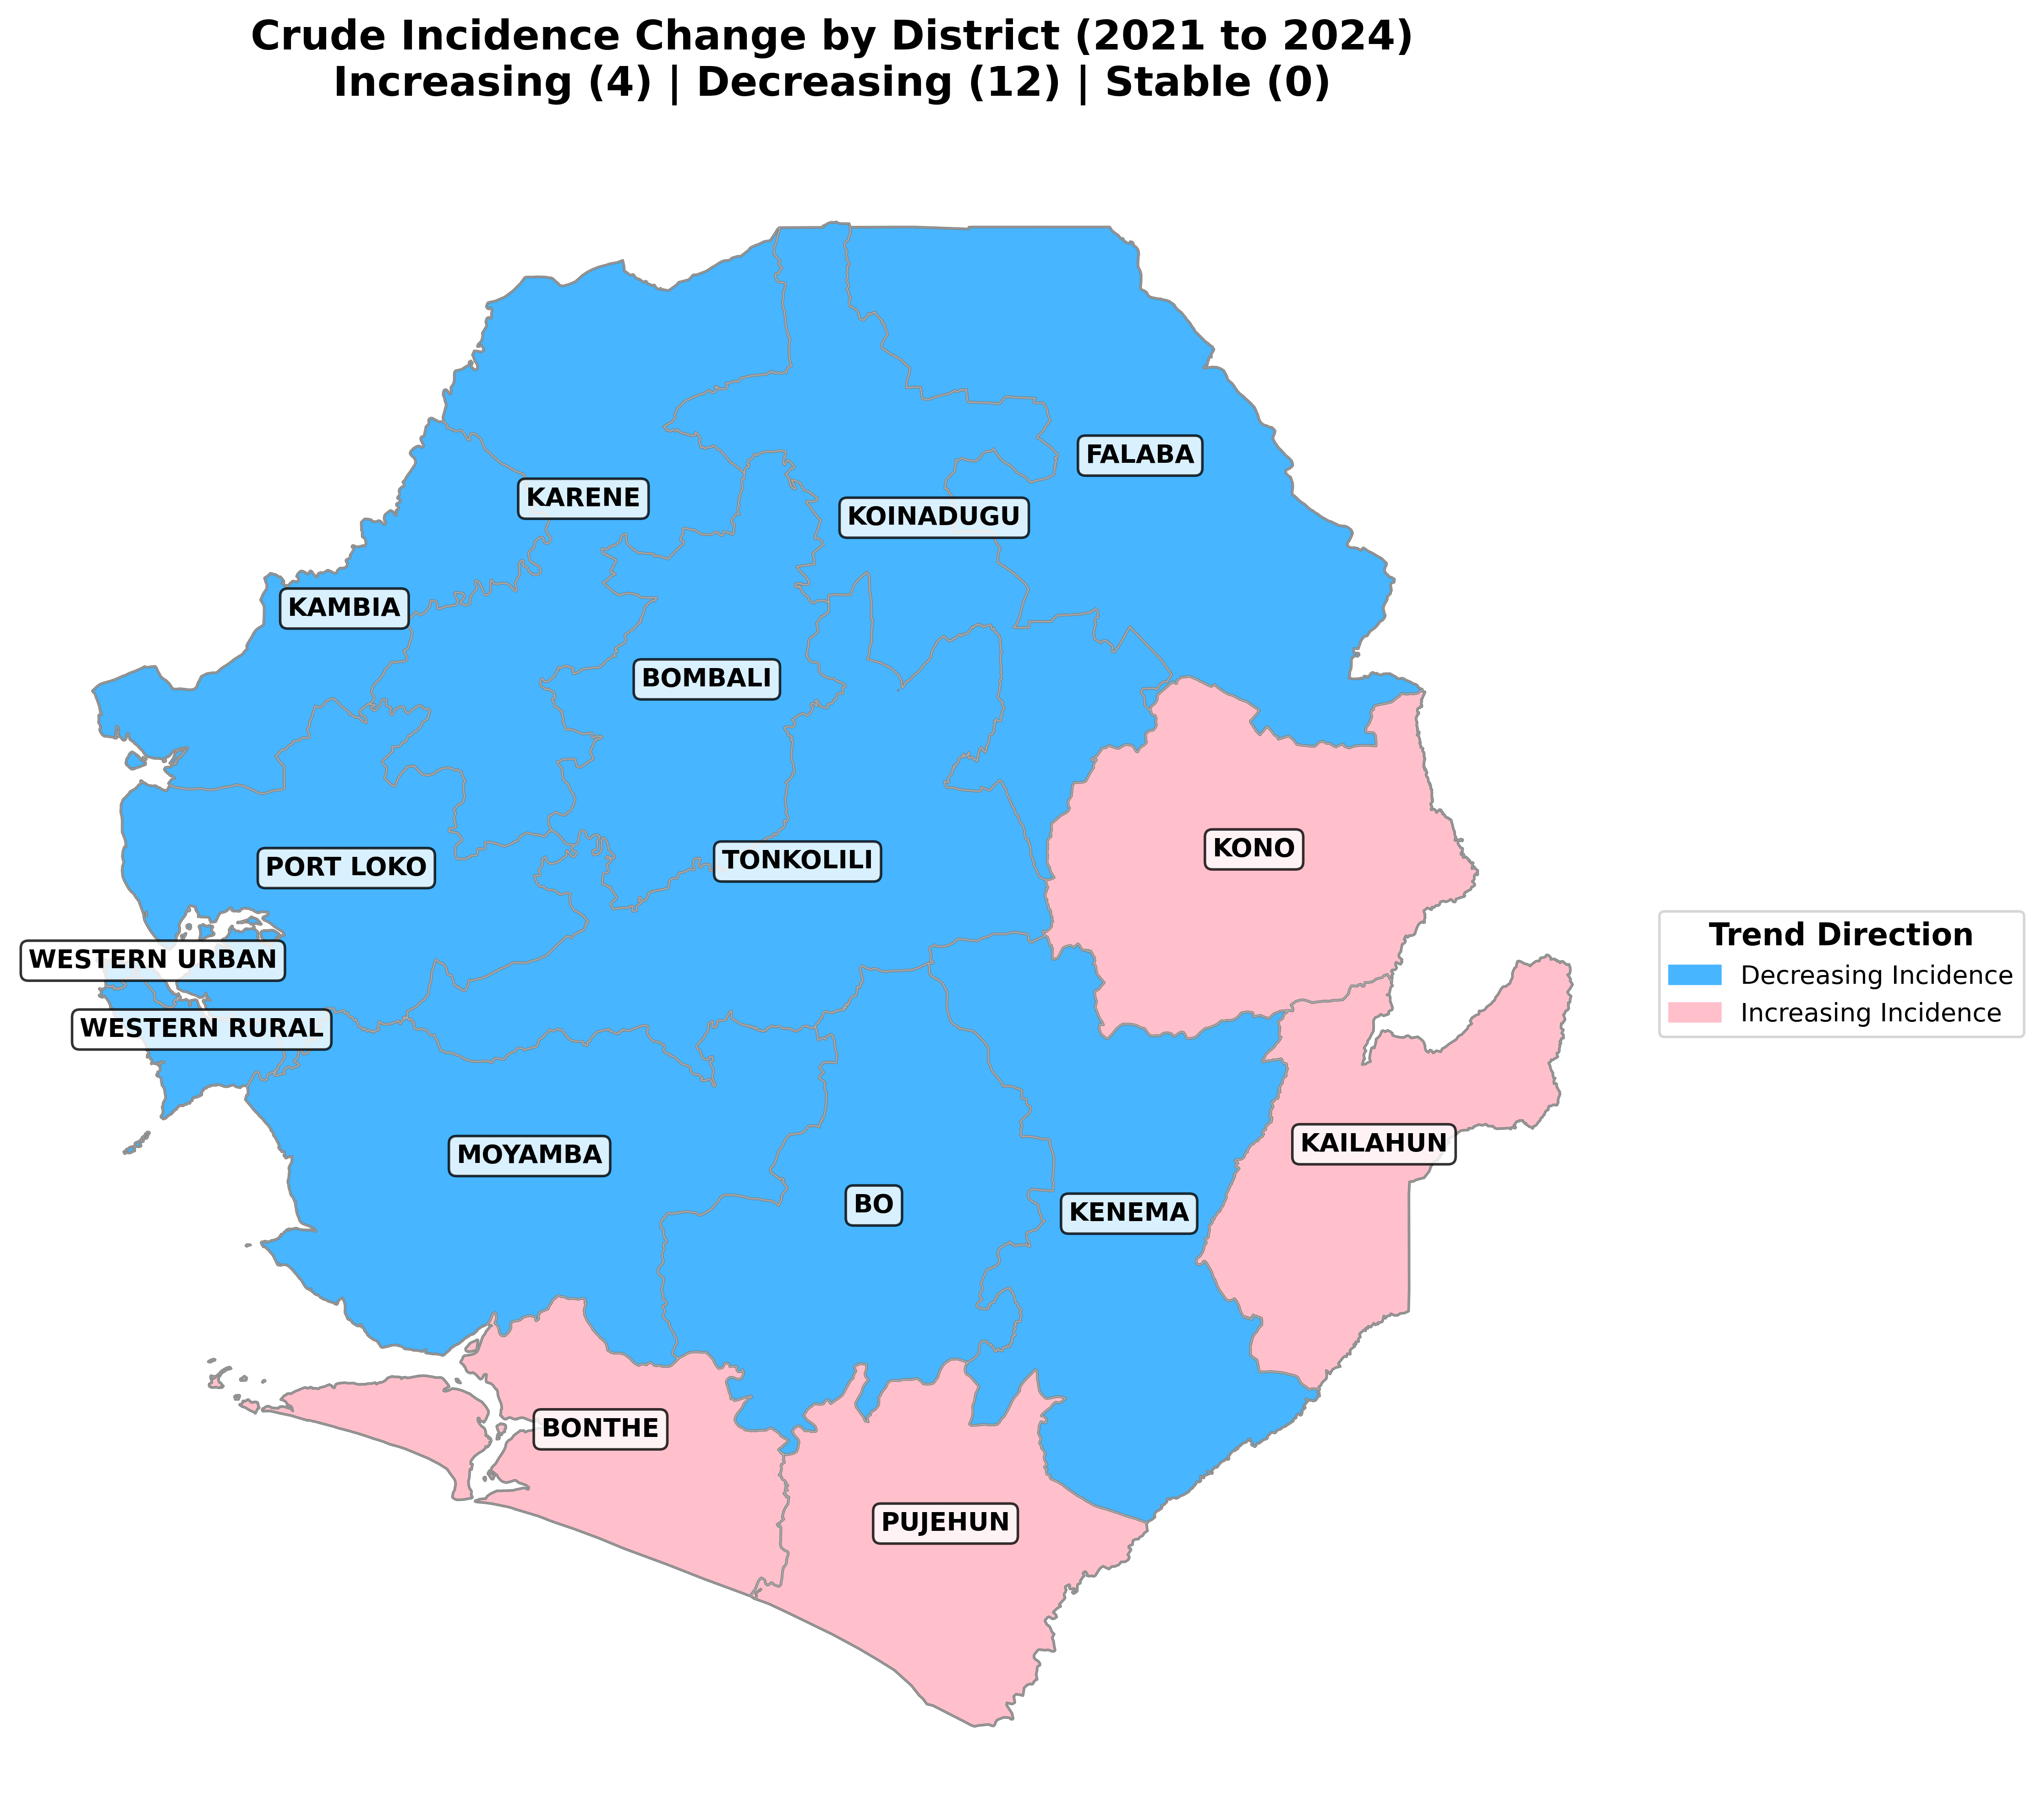 Crude Incidence Change by District (2021 to 2024)
Increasing (4) | Decreasing (12) | Stable (0)
FALABA
KARENE
KOINADUGU
KAMBIA
BOMBALI
KONO
TONKOLILI
PORT LOKO
WESTERN URBAN
WESTERN RURAL
Trend Direction
Decreasing Incidence
Increasing Incidence
KAILAHUN
MOYAMBA
BO
KENEMA
BONTHE
PUJEHUN